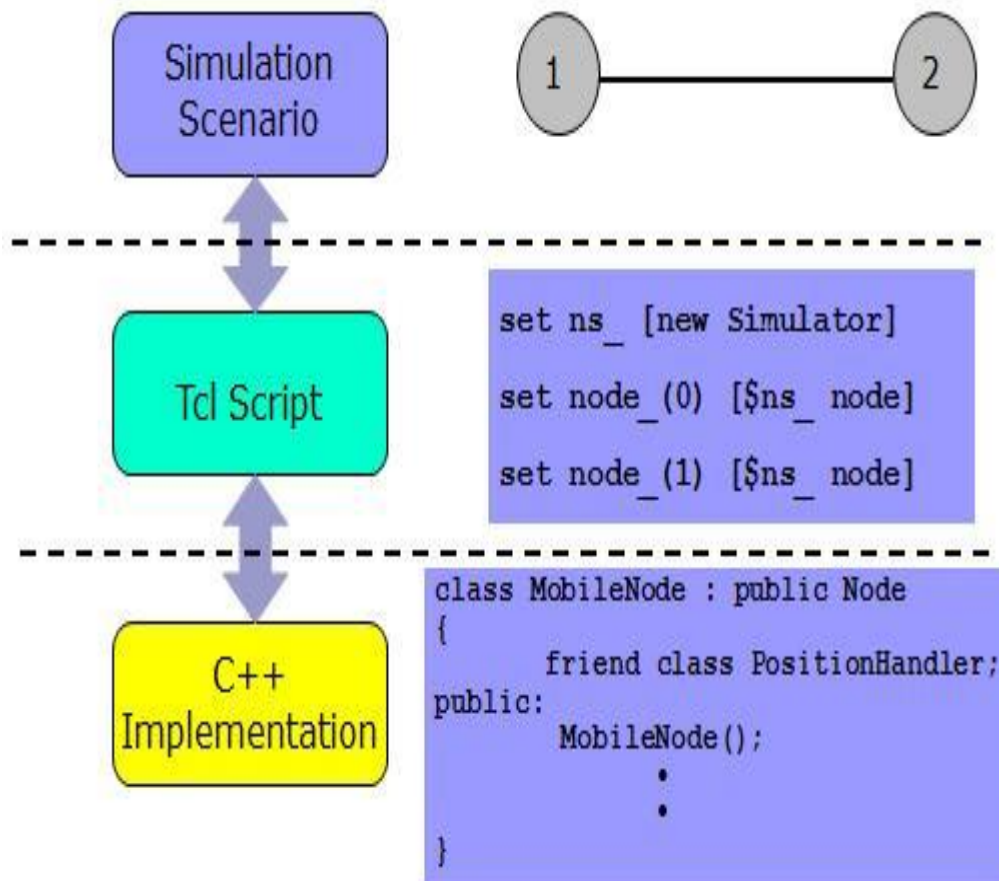 Simulation
Scenario
1
2
Tcl Script
set ns_ [new Simulator]
set node_(0) [$ns_ node]
set node_(1) [$ns_ node]
C++
Implementation
class MobileNode : public Node
{
friend class PositionHandler;
public:
MobileNode();
•
•
}